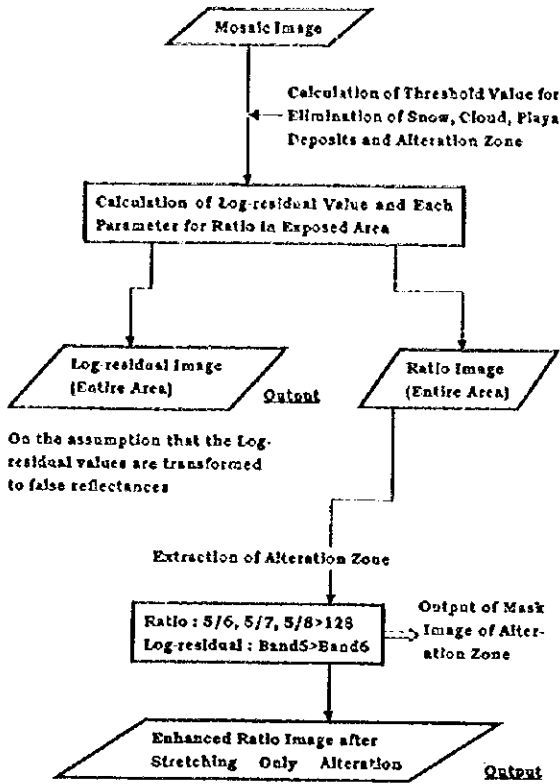 Mosaic Image
Calculation of Threshold Value for
Elimination of Snow, Cloud, Playa
Deposits and Alteration Zone
Calculation of Log-residual Value and Each
Parameter for Ratio in Exposed Area
Log-residual Image
(Entire Area)
Output
Ratio Image
(Entire Area)
On the assumption that the Log-
residual values are transformed
to false reflectances
Extraction of Alteration Zone
Ratio : 5/6, 5/7, 5/8>128
Log-residual : Band5>Band6
Output of Mask
Image of Alter-
ation Zone
Enhanced Ratio Image after
Stretching Only Alteration
Output